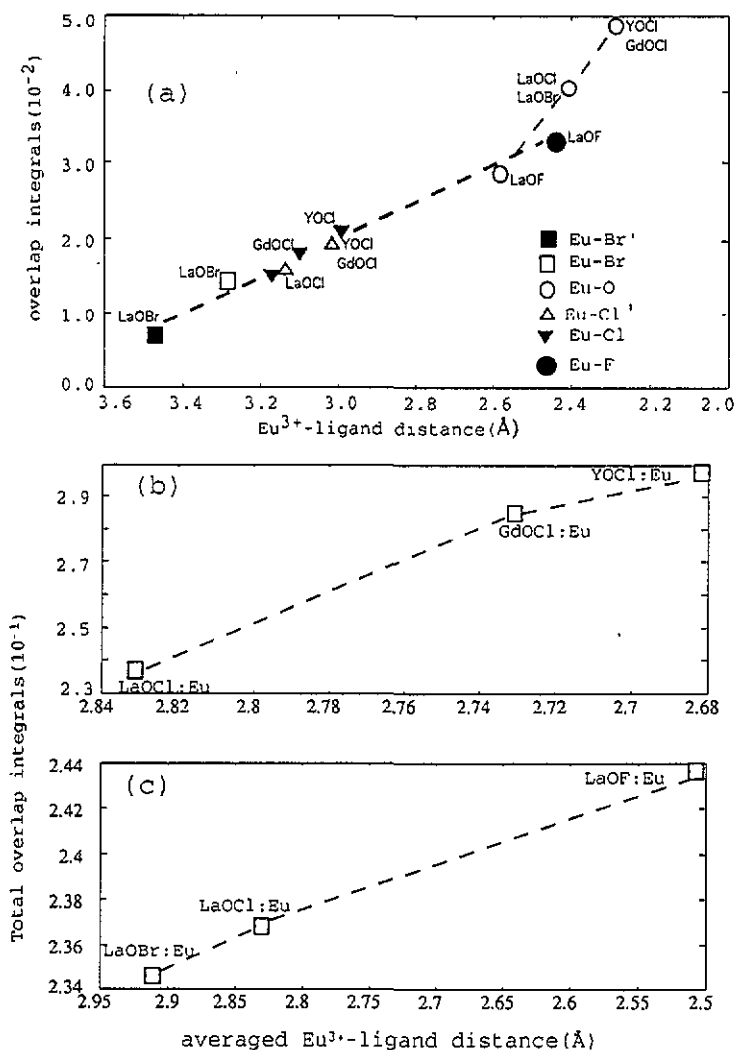 (a)
overlap integrals(10⁻²)
5.0
4.0
3.0
2.0
1.0
0.0
YOCl
GdOCl
LaOCl
LaOBr
LaOF
LaOF
YOCl
GdOCl
YOCl
GdOCl
LaOCl
LaOBr
LaOBr
Eu-Br'
Eu-Br
Eu-O
Eu-Cl'
Eu-Cl
Eu-F
3.6 3.4 3.2 3.0 2.8 2.6 2.4 2.2 2.0
Eu³⁺-ligand distance(Å)
(b)
YOCl:Eu
GdOCl:Eu
LaOCl:Eu
2.9
2.7
2.5
2.3
2.84 2.82 2.8 2.78 2.76 2.74 2.72 2.7 2.68
Total overlap integrals(10⁻¹)
(c)
LaOF:Eu
LaOCl:Eu
LaOBr:Eu
2.44
2.42
2.4
2.38
2.36
2.34
2.95 2.9 2.85 2.8 2.75 2.7 2.65 2.6 2.55 2.5
averaged Eu³⁺-ligand distance(Å)